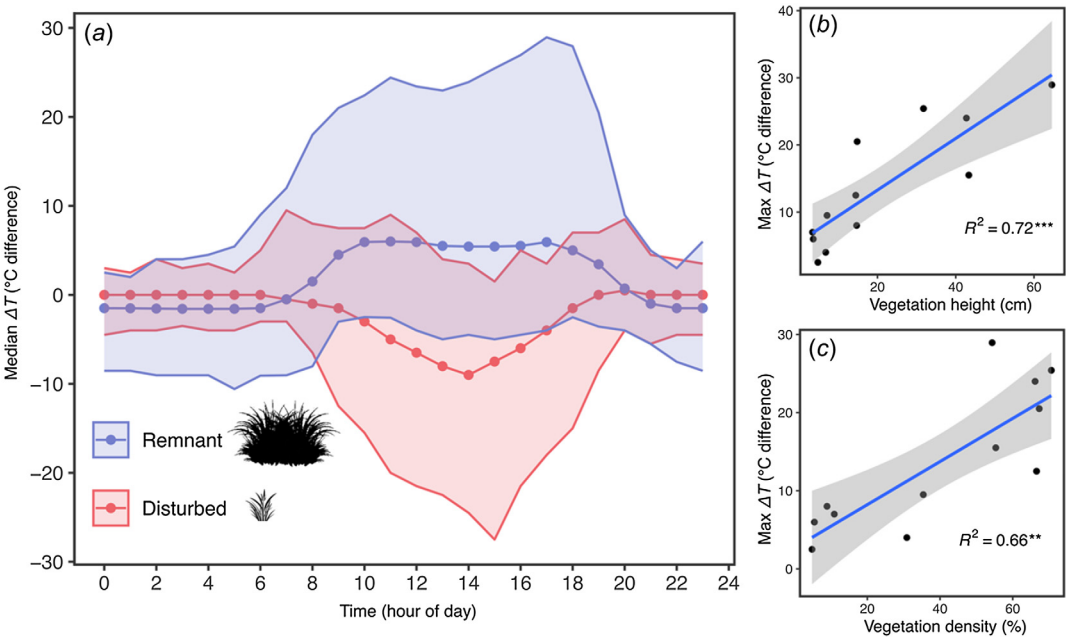 (a)
Median ΔT (°C difference)
30
20
10
0
−10
−20
−30
Remnant
Disturbed
0 2 4 6 8 10 12 14 16 18 20 22 24
Time (hour of day)
(b)
Max ΔT (°C difference)
40
30
20
10
R² = 0.72***
20 40 60
Vegetation height (cm)
(c)
Max ΔT (°C difference)
30
20
10
0
R² = 0.66**
20 40 60
Vegetation density (%)